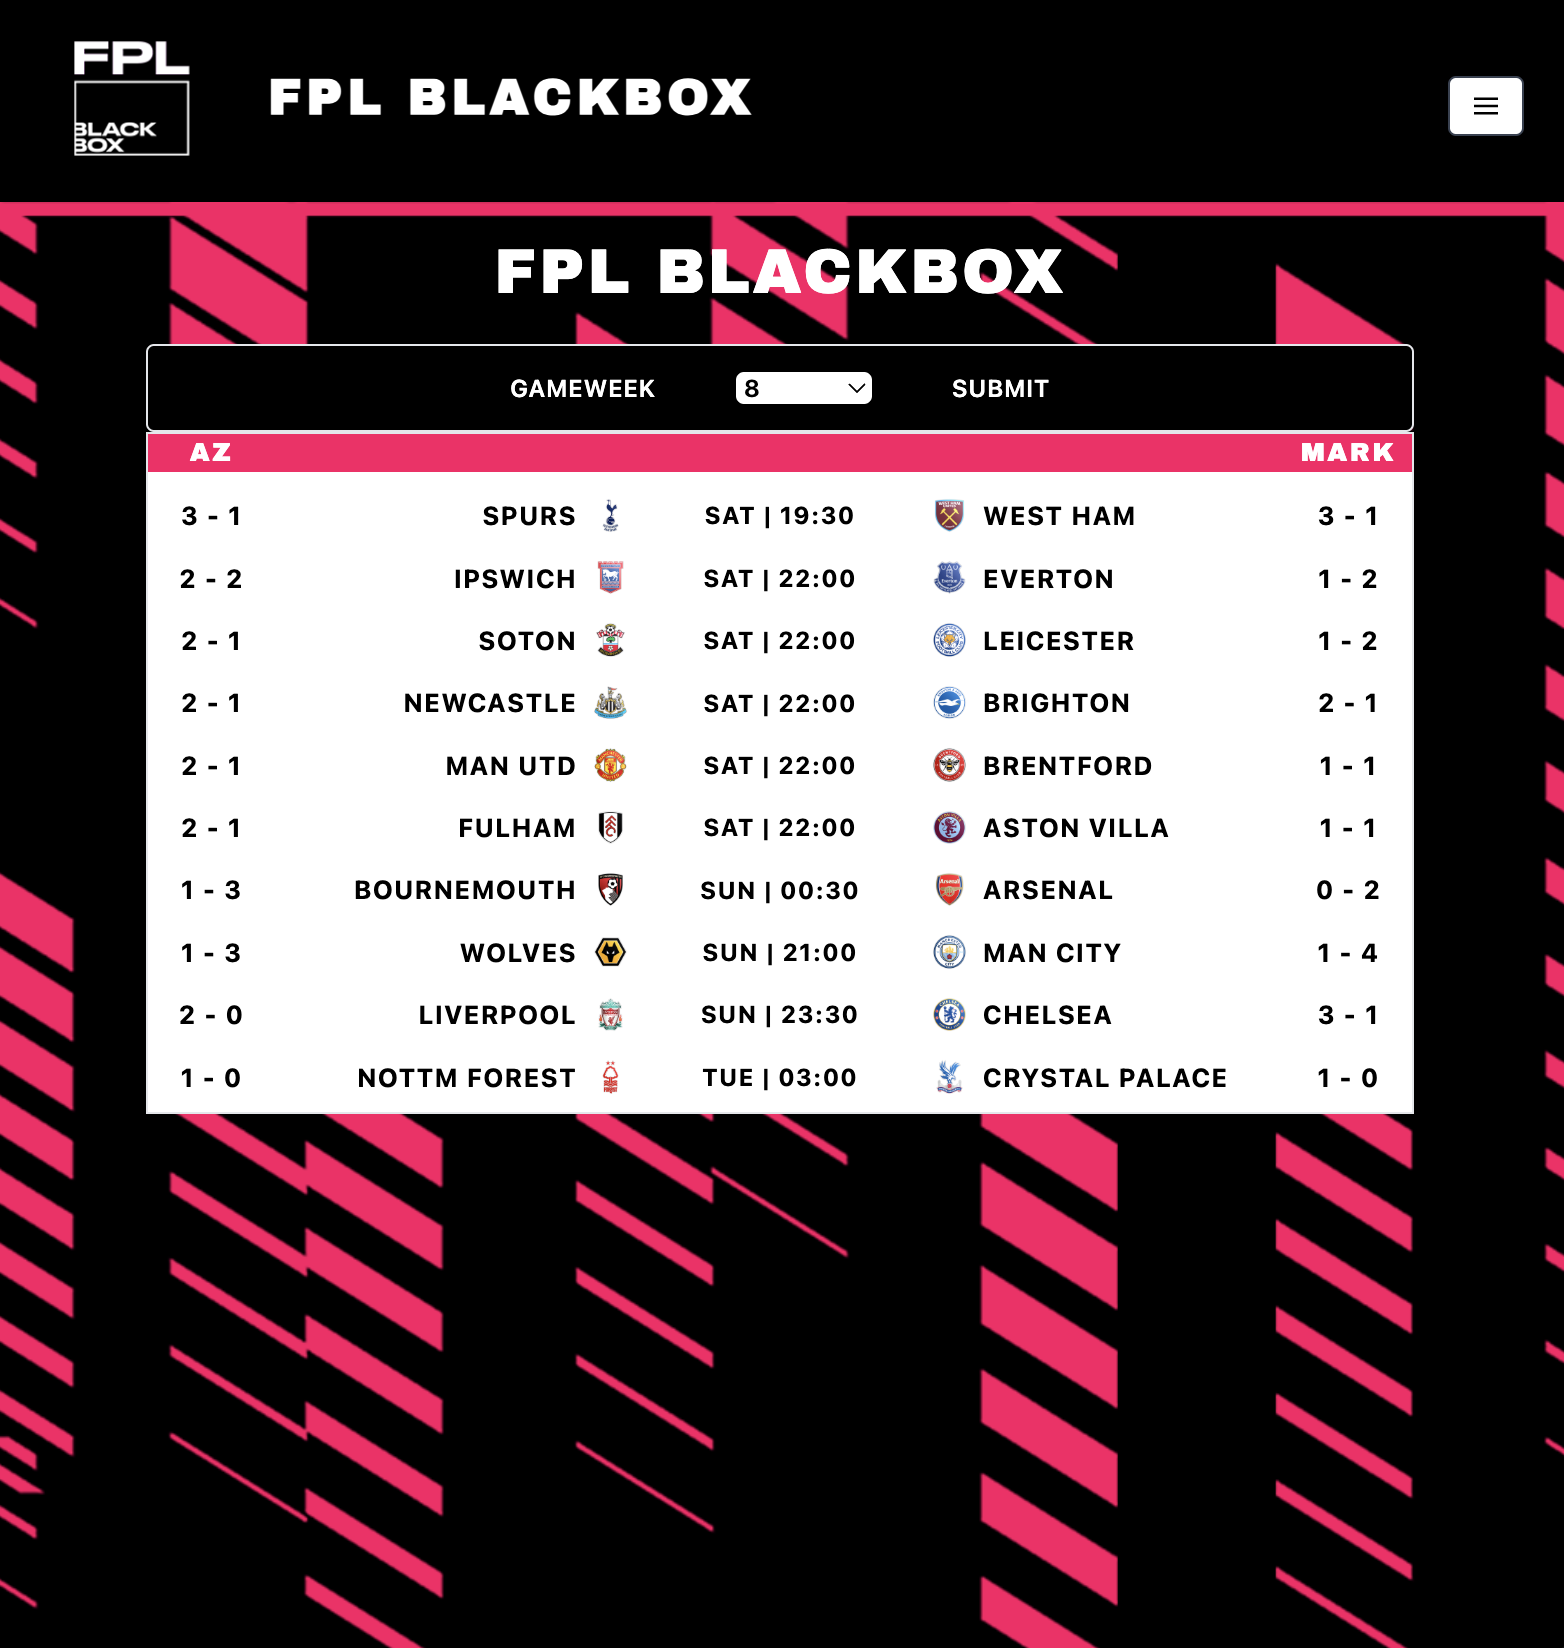 FPL
BLACK
BOX
FPL BLACKBOX
FPL BLACKBOX
GAMEWEEK 8 SUBMIT
AZ MARK
3 - 1 SPURS SAT | 19:30 WEST HAM 3 - 1
2 - 2 IPSWICH SAT | 22:00 EVERTON 1 - 2
2 - 1 SOTON SAT | 22:00 LEICESTER 1 - 2
2 - 1 NEWCASTLE SAT | 22:00 BRIGHTON 2 - 1
2 - 1 MAN UTD SAT | 22:00 BRENTFORD 1 - 1
2 - 1 FULHAM SAT | 22:00 ASTON VILLA 1 - 1
1 - 3 BOURNEMOUTH SUN | 00:30 ARSENAL 0 - 2
1 - 3 WOLVES SUN | 21:00 MAN CITY 1 - 4
2 - 0 LIVERPOOL SUN | 23:30 CHELSEA 3 - 1
1 - 0 NOTTM FOREST TUE | 03:00 CRYSTAL PALACE 1 - 0